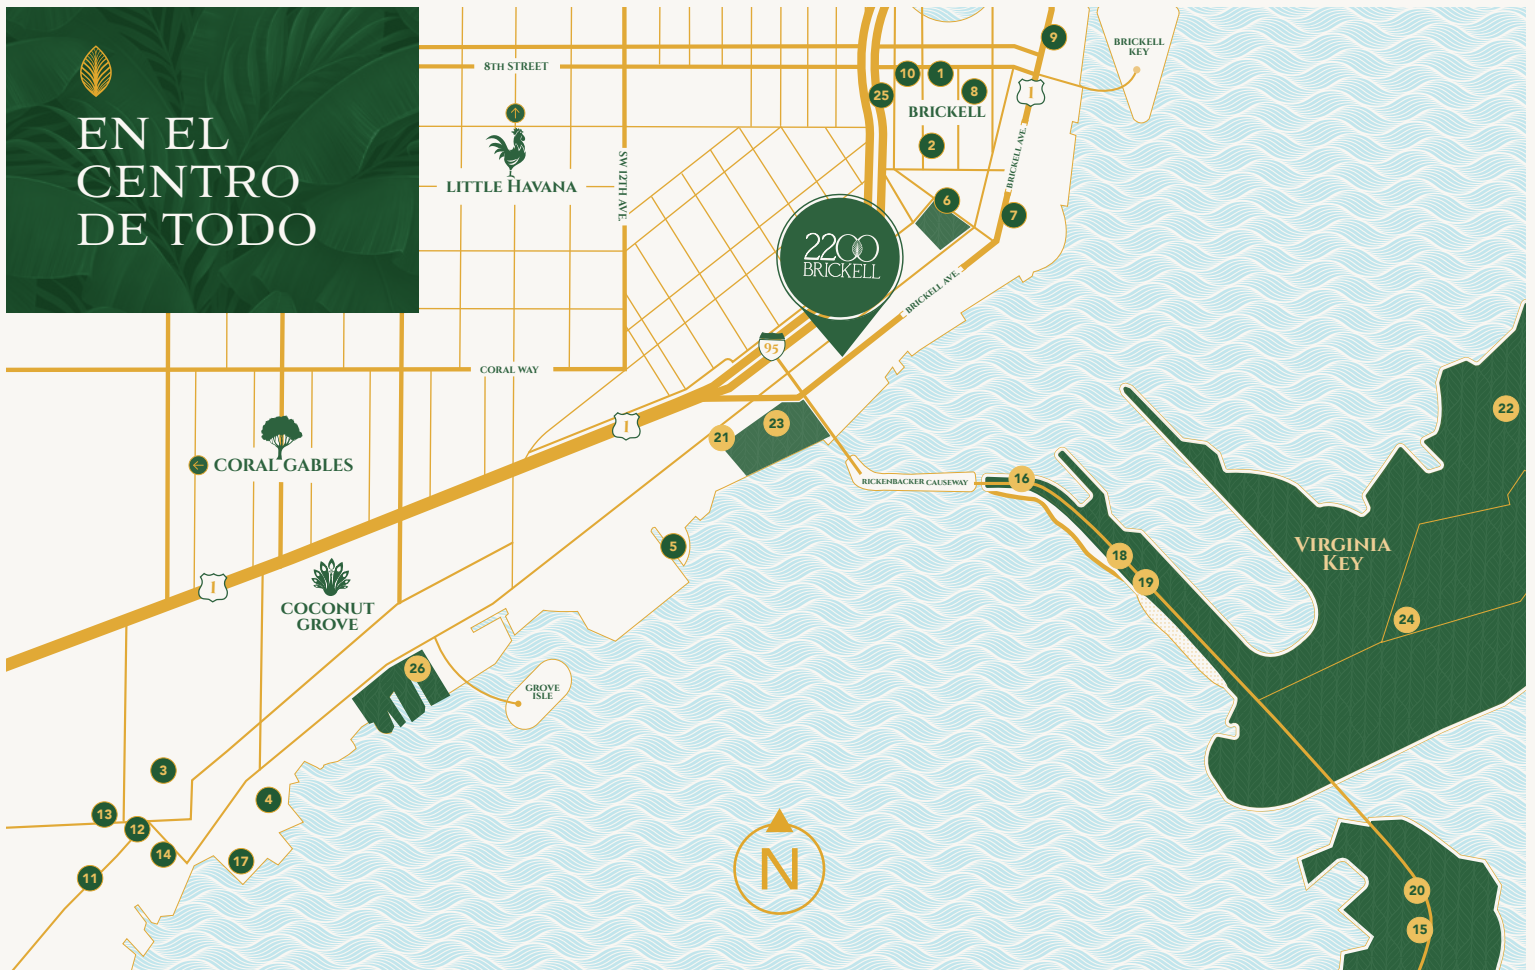 EN EL
CENTRO
DE TODO
8TH STREET
LITTLE HAVANA
SW 12TH AVE.
CORAL WAY
CORAL GABLES
COCONUT
GROVE
GROVE
ISLE
2200
BRICKELL
BRICKELL
BRICKELL
KEY
BRICKELL AVE.
BRICKELL AVE.
RICKENBACKER CAUSEWAY
VIRGINIA
KEY
95
1
1
1
9
10
1
8
25
2
6
7
21
23
5
16
18
19
22
24
26
3
4
13
12
14
17
11
20
15
N